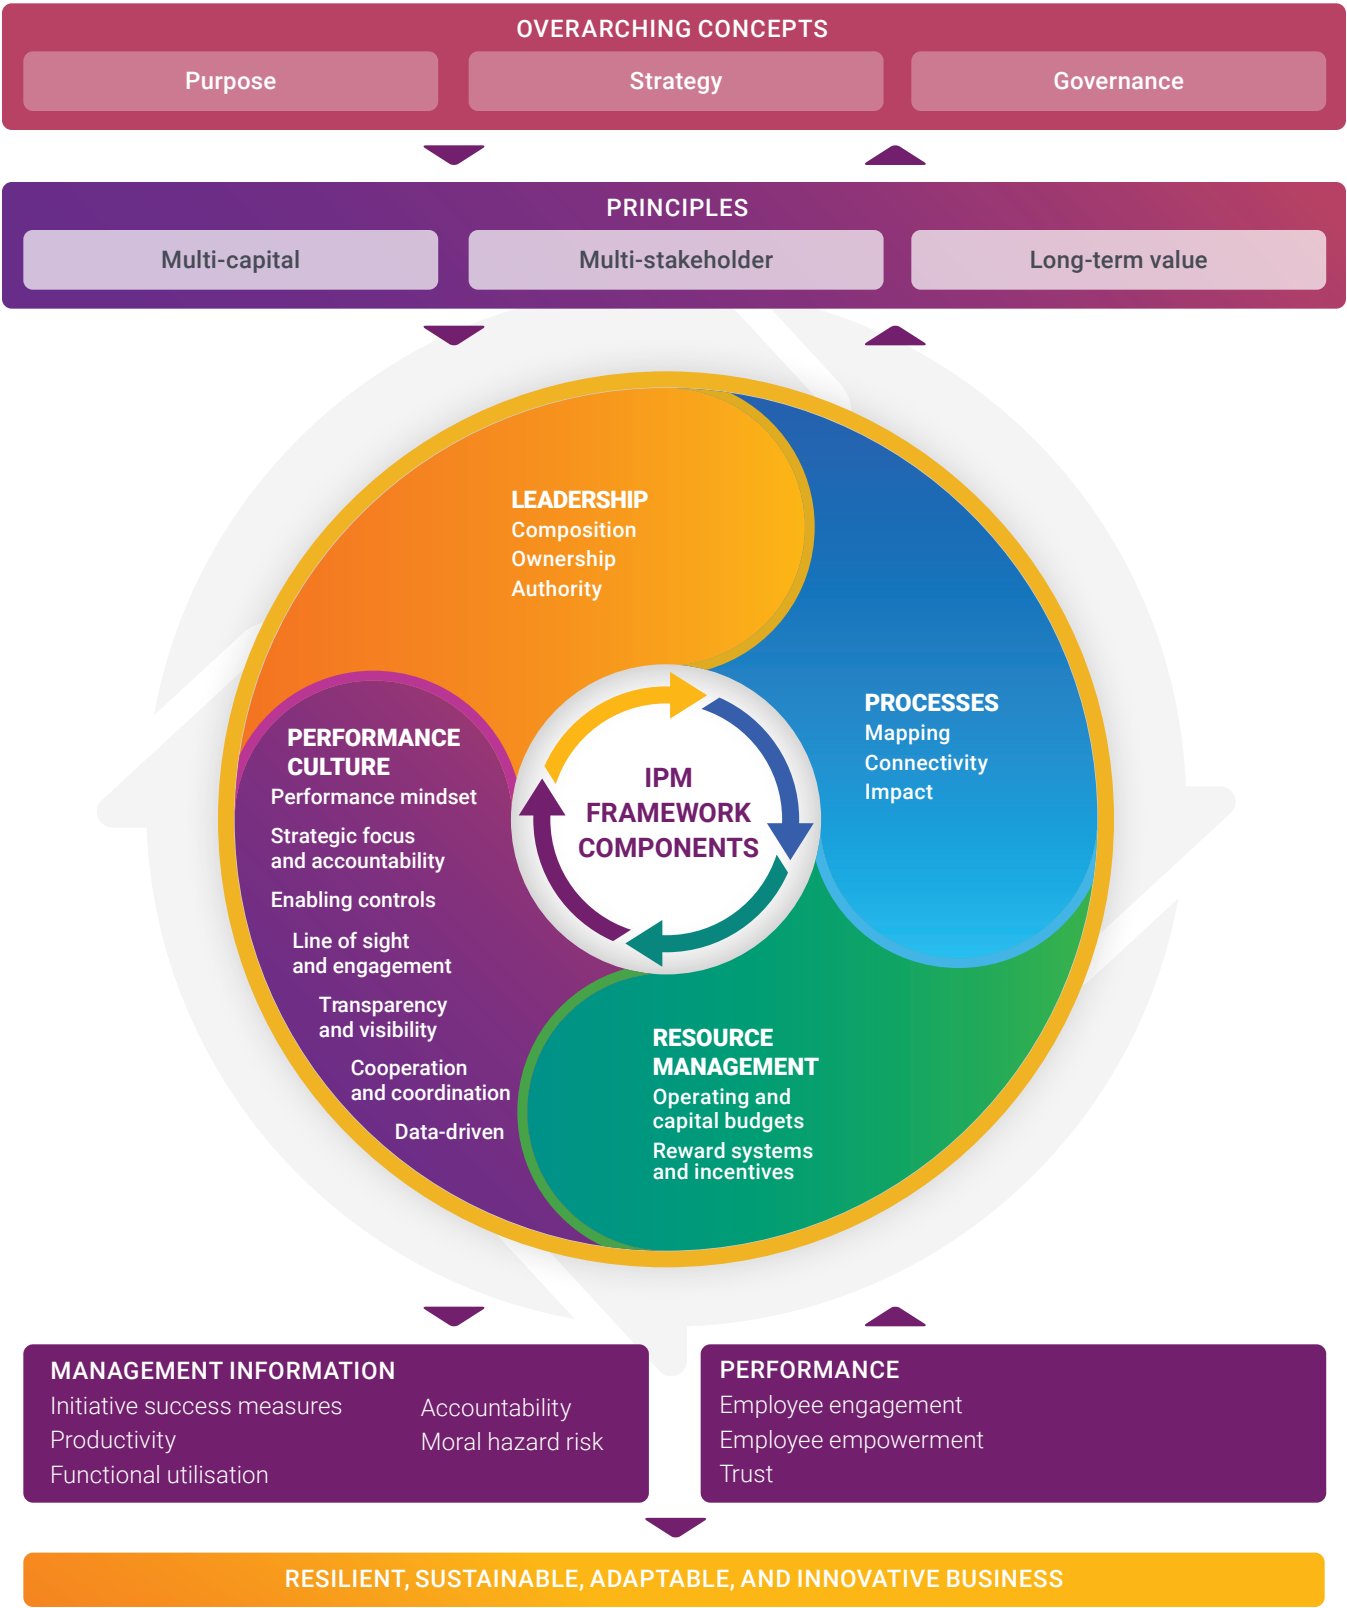 OVERARCHING CONCEPTS
Purpose
Strategy
Governance
PRINCIPLES
Multi-capital
Multi-stakeholder
Long-term value
LEADERSHIP
Composition
Ownership
Authority
PROCESSES
Mapping
Connectivity
Impact
PERFORMANCE
CULTURE
Performance mindset
Strategic focus
and accountability
Enabling controls
Line of sight
and engagement
Transparency
and visibility
Cooperation
and coordination
Data-driven
IPM
FRAMEWORK
COMPONENTS
RESOURCE
MANAGEMENT
Operating and
capital budgets
Reward systems
and incentives
MANAGEMENT INFORMATION
Initiative success measures
Productivity
Functional utilisation
Accountability
Moral hazard risk
PERFORMANCE
Employee engagement
Employee empowerment
Trust
RESILIENT, SUSTAINABLE, ADAPTABLE, AND INNOVATIVE BUSINESS